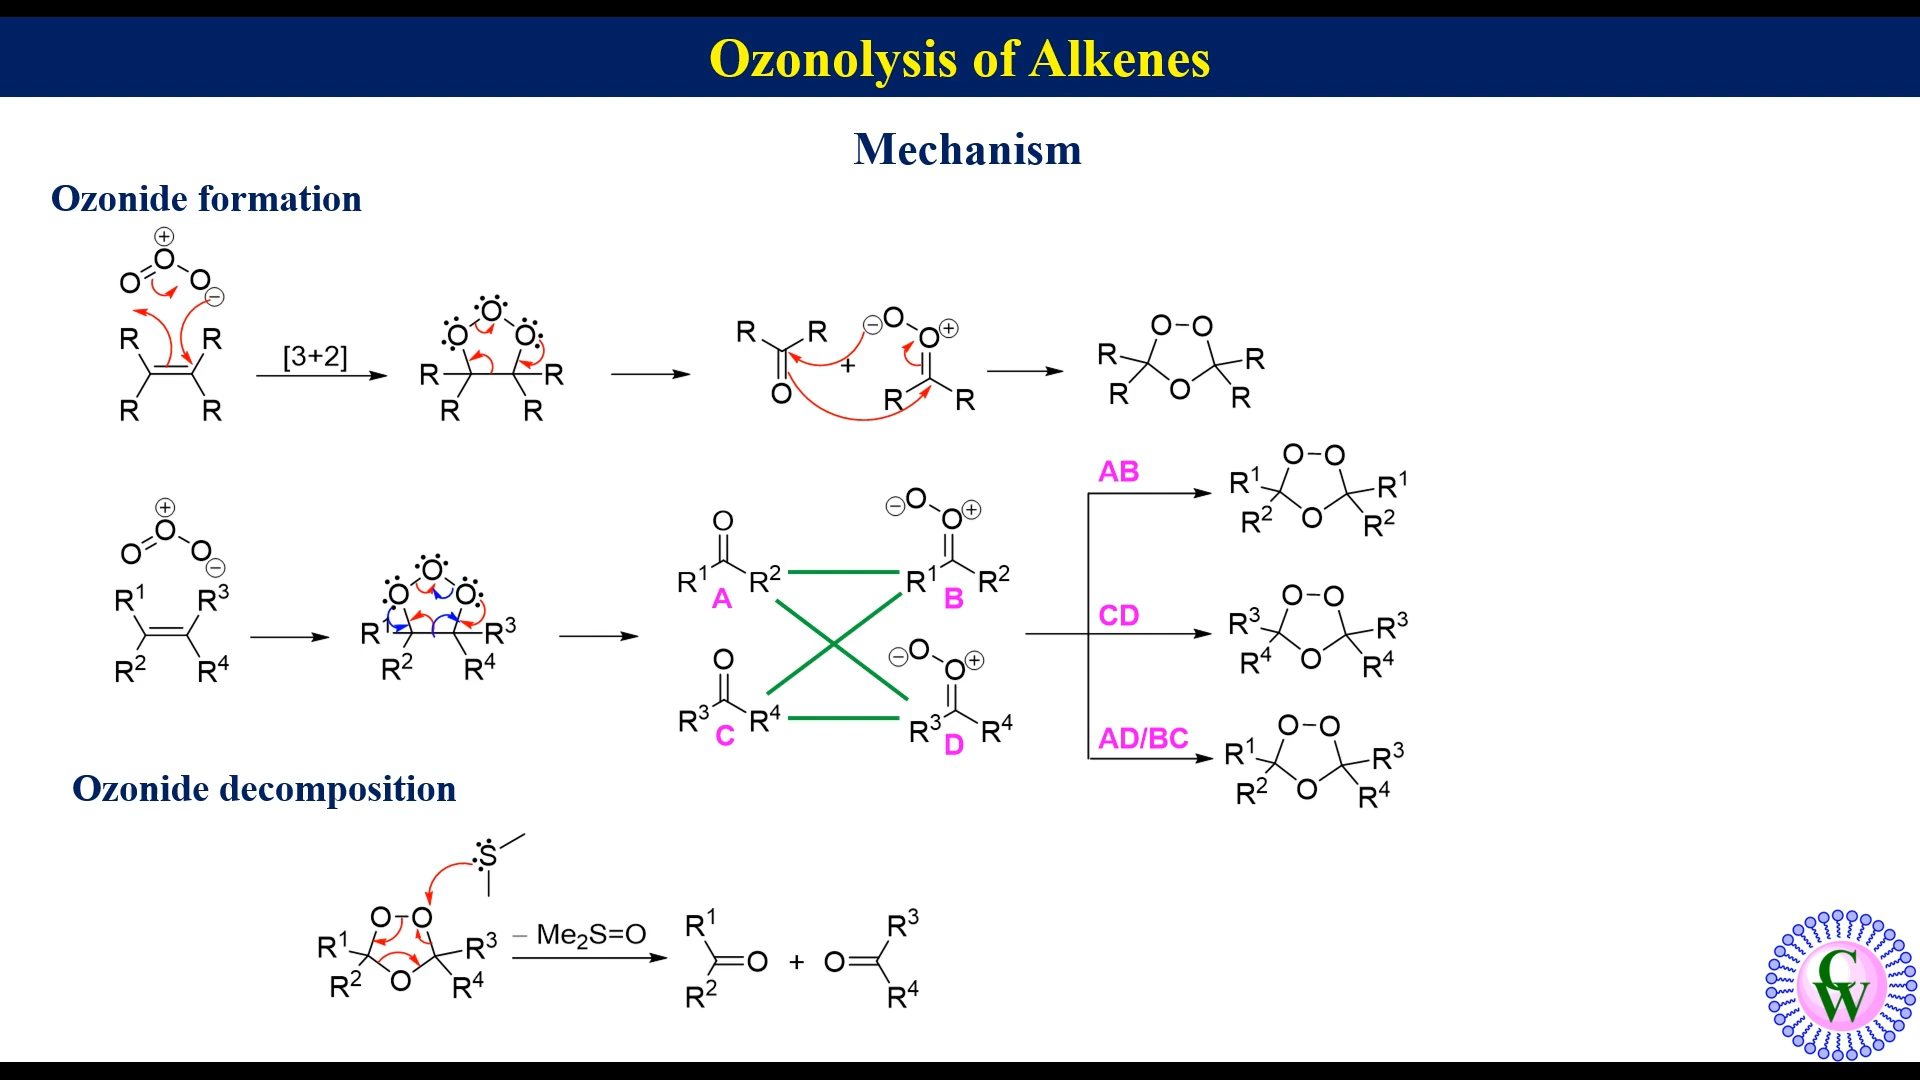 Ozonolysis of Alkenes
Mechanism
Ozonide formation
⊕
O
O O
⊖
R R
R R
[3+2]
O
O O
R R
R R
R R
+
O
⊖ O
O ⊕
R R
O-O
R R
R O R
⊕
O
O O
⊖
R¹ R³
R² R⁴
O
O O
R R³
R² R⁴
O
R¹ R²
A
⊖ O
O ⊕
R¹ R²
B
O
R³ R⁴
C
⊖ O
O ⊕
R³ R⁴
D
AB
O-O
R¹ R¹
R² O R²
CD
O-O
R³ R³
R⁴ O R⁴
AD/BC
O-O
R¹ R³
R² O R⁴
Ozonide decomposition
S
O-O
R¹ R³
R² O R⁴
– Me₂S=O
R¹
O
R²
+
R³
O
R⁴
C
W